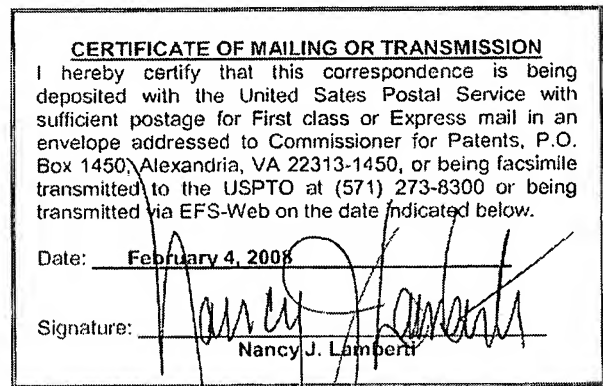 CERTIFICATE OF MAILING OR TRANSMISSION
I hereby certify that this correspondence is being
deposited with the United Sates Postal Service with
sufficient postage for First class or Express mail in an
envelope addressed to Commissioner for Patents, P.O.
Box 1450, Alexandria, VA 22313-1450, or being facsimile
transmitted to the USPTO at (571) 273-8300 or being
transmitted via EFS-Web on the date indicated below.
Date: February 4, 2008
Signature: Nancy J Lamberti
Nancy J. Lamberti